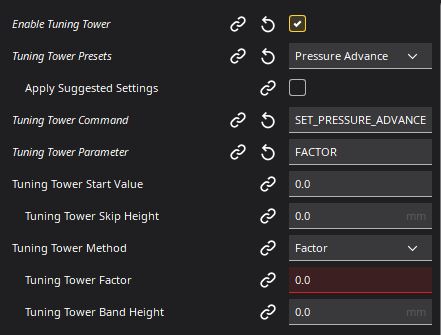 Enable Tuning Tower
Tuning Tower Presets Pressure Advance
Apply Suggested Settings
Tuning Tower Command SET_PRESSURE_ADVANCE
Tuning Tower Parameter FACTOR
Tuning Tower Start Value 0.0
Tuning Tower Skip Height 0.0 mm
Tuning Tower Method Factor
Tuning Tower Factor 0.0
Tuning Tower Band Height 0.0 mm